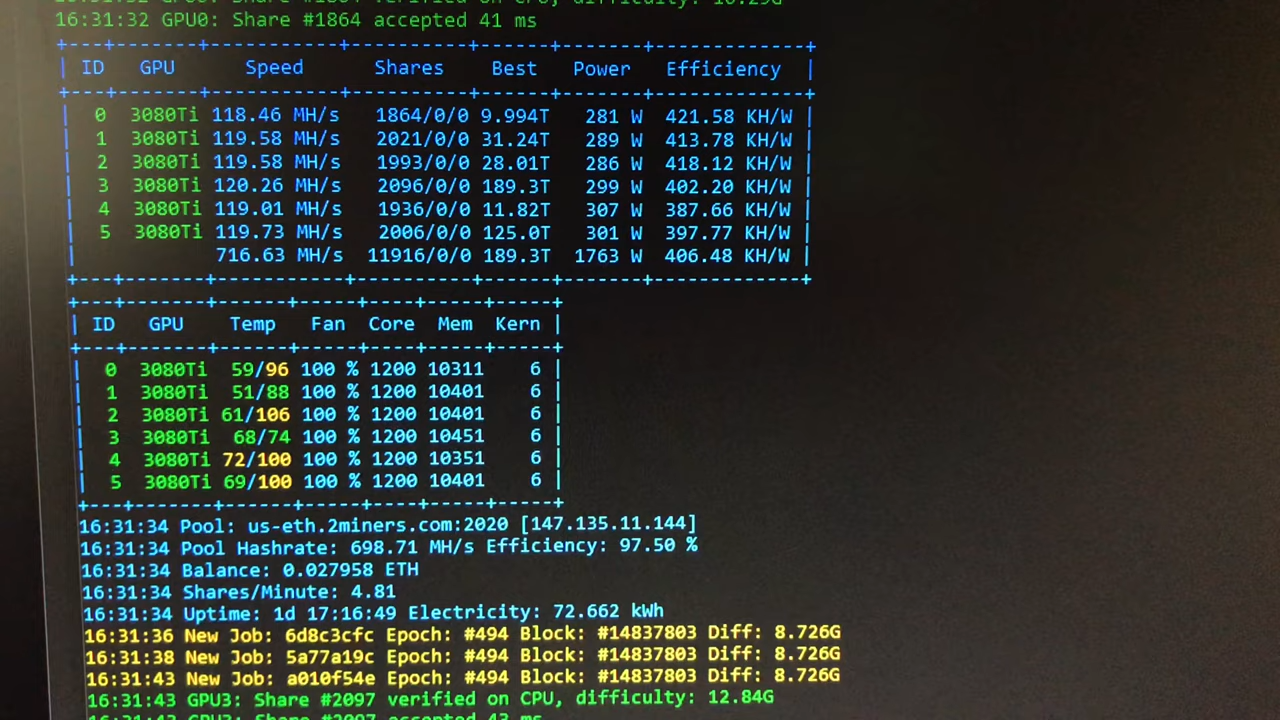 16:31:32 GPU0: Share #1864 accepted 41 ms
ID GPU Speed Shares Best Power Efficiency
0 3080Ti 118.46 MH/s 1864/0/0 9.994T 281 W 421.58 KH/W
1 3080Ti 119.58 MH/s 2021/0/0 31.24T 289 W 413.78 KH/W
2 3080Ti 119.58 MH/s 1993/0/0 28.01T 286 W 418.12 KH/W
3 3080Ti 120.26 MH/s 2096/0/0 189.3T 299 W 402.20 KH/W
4 3080Ti 119.01 MH/s 1936/0/0 11.82T 307 W 387.66 KH/W
5 3080Ti 119.73 MH/s 2006/0/0 125.0T 301 W 397.77 KH/W
716.63 MH/s 11916/0/0 189.3T 1763 W 406.48 KH/W
ID GPU Temp Fan Core Mem Kern
0 3080Ti 59/96 100 % 1200 10311 6
1 3080Ti 51/88 100 % 1200 10401 6
2 3080Ti 61/106 100 % 1200 10401 6
3 3080Ti 68/74 100 % 1200 10451 6
4 3080Ti 72/100 100 % 1200 10351 6
5 3080Ti 69/100 100 % 1200 10401 6
16:31:34 Pool: us-eth.2miners.com:2020 [147.135.11.144]
16:31:34 Pool Hashrate: 698.71 MH/s Efficiency: 97.50 %
16:31:34 Balance: 0.027958 ETH
16:31:34 Shares/Minute: 4.81
16:31:34 Uptime: 1d 17:16:49 Electricity: 72.662 kWh
16:31:36 New Job: 6d8c3cfc Epoch: #494 Block: #14837803 Diff: 8.726G
16:31:38 New Job: 5a77a19c Epoch: #494 Block: #14837803 Diff: 8.726G
16:31:43 New Job: a010f54e Epoch: #494 Block: #14837803 Diff: 8.726G
16:31:43 GPU3: Share #2097 verified on CPU, difficulty: 12.84G
16:31:43 GPU3: Share #2097 accepted 43 ms